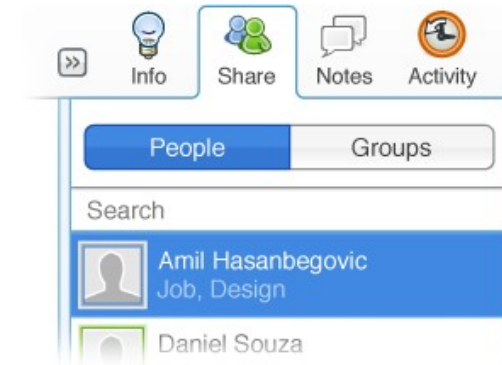 Info Share Notes Activity
People Groups
Search
Amil Hasanbegovic
Job, Design
Daniel Souza